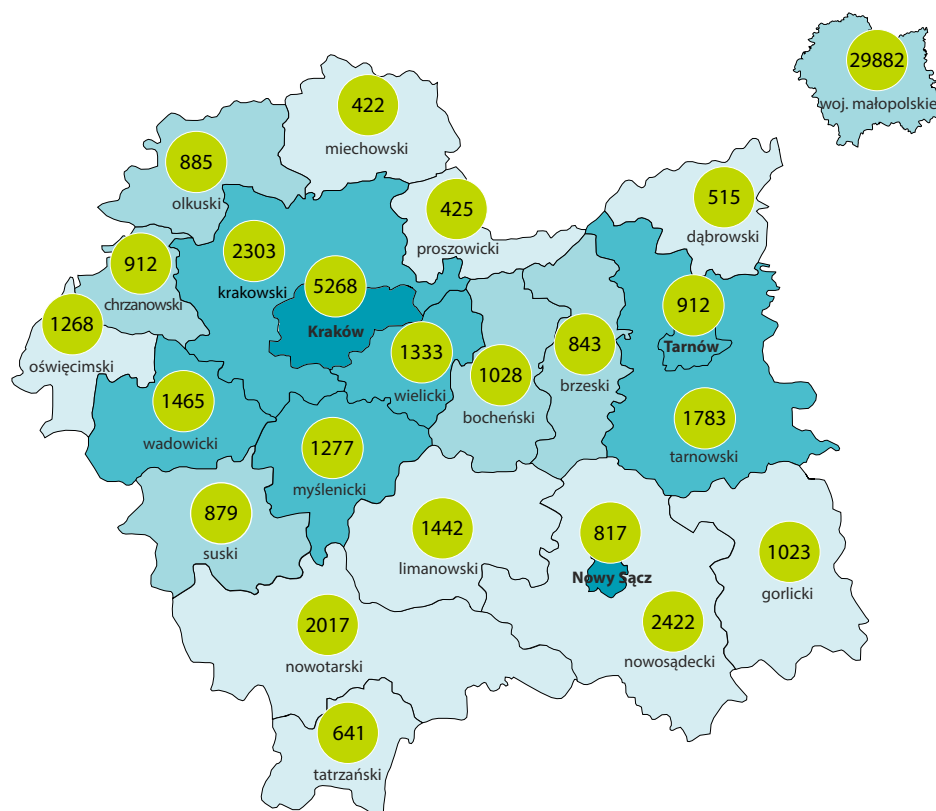 29882
woj. małopolskie
422
miechowski
885
olkuski
515
dąbrowski
425
proszowicki
2303
krakowski
912
chrzanowski
5268
Kraków
912
Tarnów
1268
oświęcimski
1333
wielicki
843
brzeski
1028
bocheński
1465
wadowicki
1783
tarnowski
1277
myślenicki
879
suski
1442
limanowski
817
Nowy Sącz
1023
gorlicki
2017
nowotarski
2422
nowosądecki
641
tatrzański